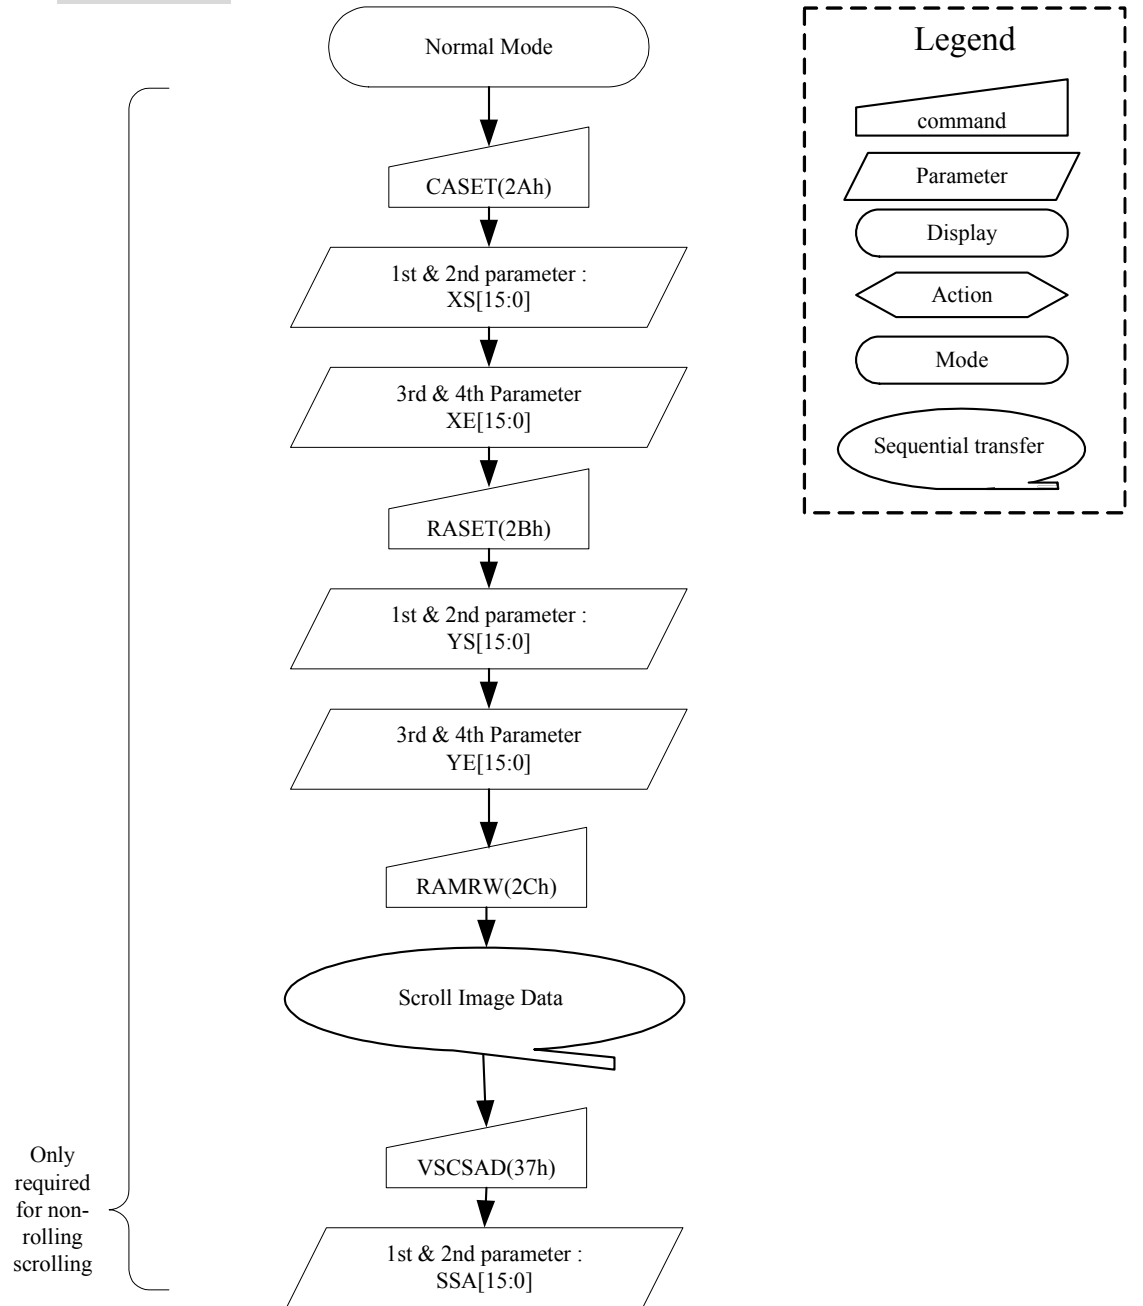 Normal Mode
CASET(2Ah)
1st & 2nd parameter :
XS[15:0]
3rd & 4th Parameter
XE[15:0]
RASET(2Bh)
1st & 2nd parameter :
YS[15:0]
3rd & 4th Parameter
YE[15:0]
RAMRW(2Ch)
Scroll Image Data
VSCSAD(37h)
1st & 2nd parameter :
SSA[15:0]
Only
required
for non-
rolling
scrolling
Legend
command
Parameter
Display
Action
Mode
Sequential transfer